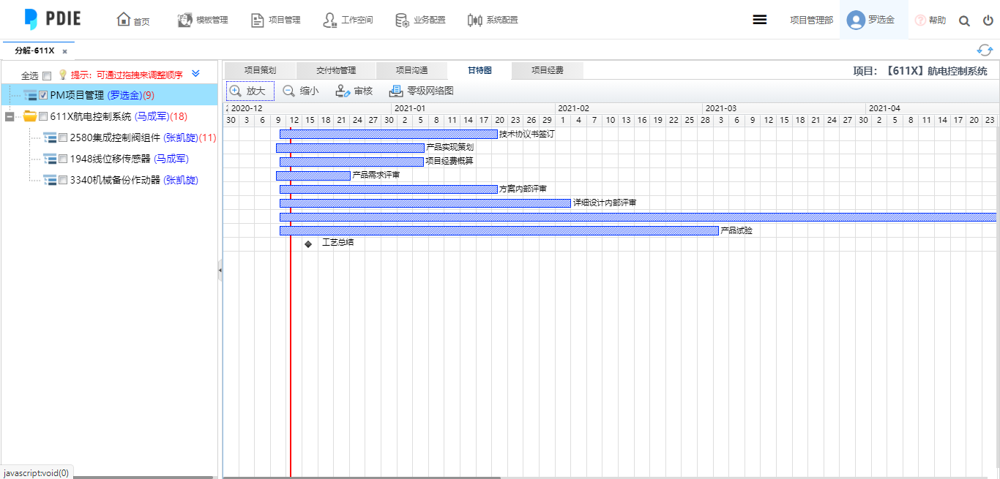 PDIE 首页 模板管理 项目管理 工作空间 业务配置 系统配置 项目管理部 罗选金 帮助
分解-611X ×
全选 提示：可通过拖拽来调整顺序
项目策划 交付物管理 项目沟通 甘特图 项目经费 项目：【611X】航电控制系统
PM项目管理 (罗选金)(9)
放大 缩小 审核 零级网络图
2020-12 2021-01 2021-02 2021-03 2021-04
611X航电控制系统 (马成军)(18)
30 3 6 9 12 15 18 21 24 27 30 2 5 8 11 14 17 20 23 26 29 1 4 7 10 13 16 19 22 25 28 3 6 9 12 15 18 21 24 27 30 2 5 8 11 14 17 20 23
2580集成控制阀组件 (张凯旋)(11)
1948线位移传感器 (马成军)
3340机械备份作动器 (张凯旋)
技术协议书签订
产品实现策划
项目经费概算
产品需求评审
方案内部评审
详细设计内部评审
产品试验
工艺总结
javascript:void(0)